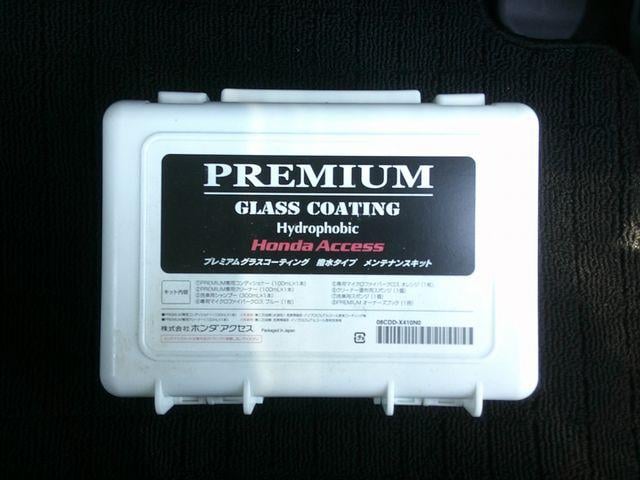 PREMIUM
GLASS COATING
Hydrophobic
Honda Access
プレミアムグラスコーティング 撥水タイプ メンテナンスキット
キット内容
①PREMIUM専用コンディショナー(100mL×1本)
②PREMIUM専用クリーナー(100mL×1本)
③洗車用シャンプー(300mL×1本)
④専用マイクロファイバークロス ブルー(1枚)
⑤専用マイクロファイバークロス オレンジ(1枚)
⑥クリーナー塗布用スポンジ(1個)
⑦洗車用スポンジ(1個)
⑧PREMIUM オーナーズブック(1冊)
株式会社ホンダアクセス
Packaged in Japan
08CDD-X410N0